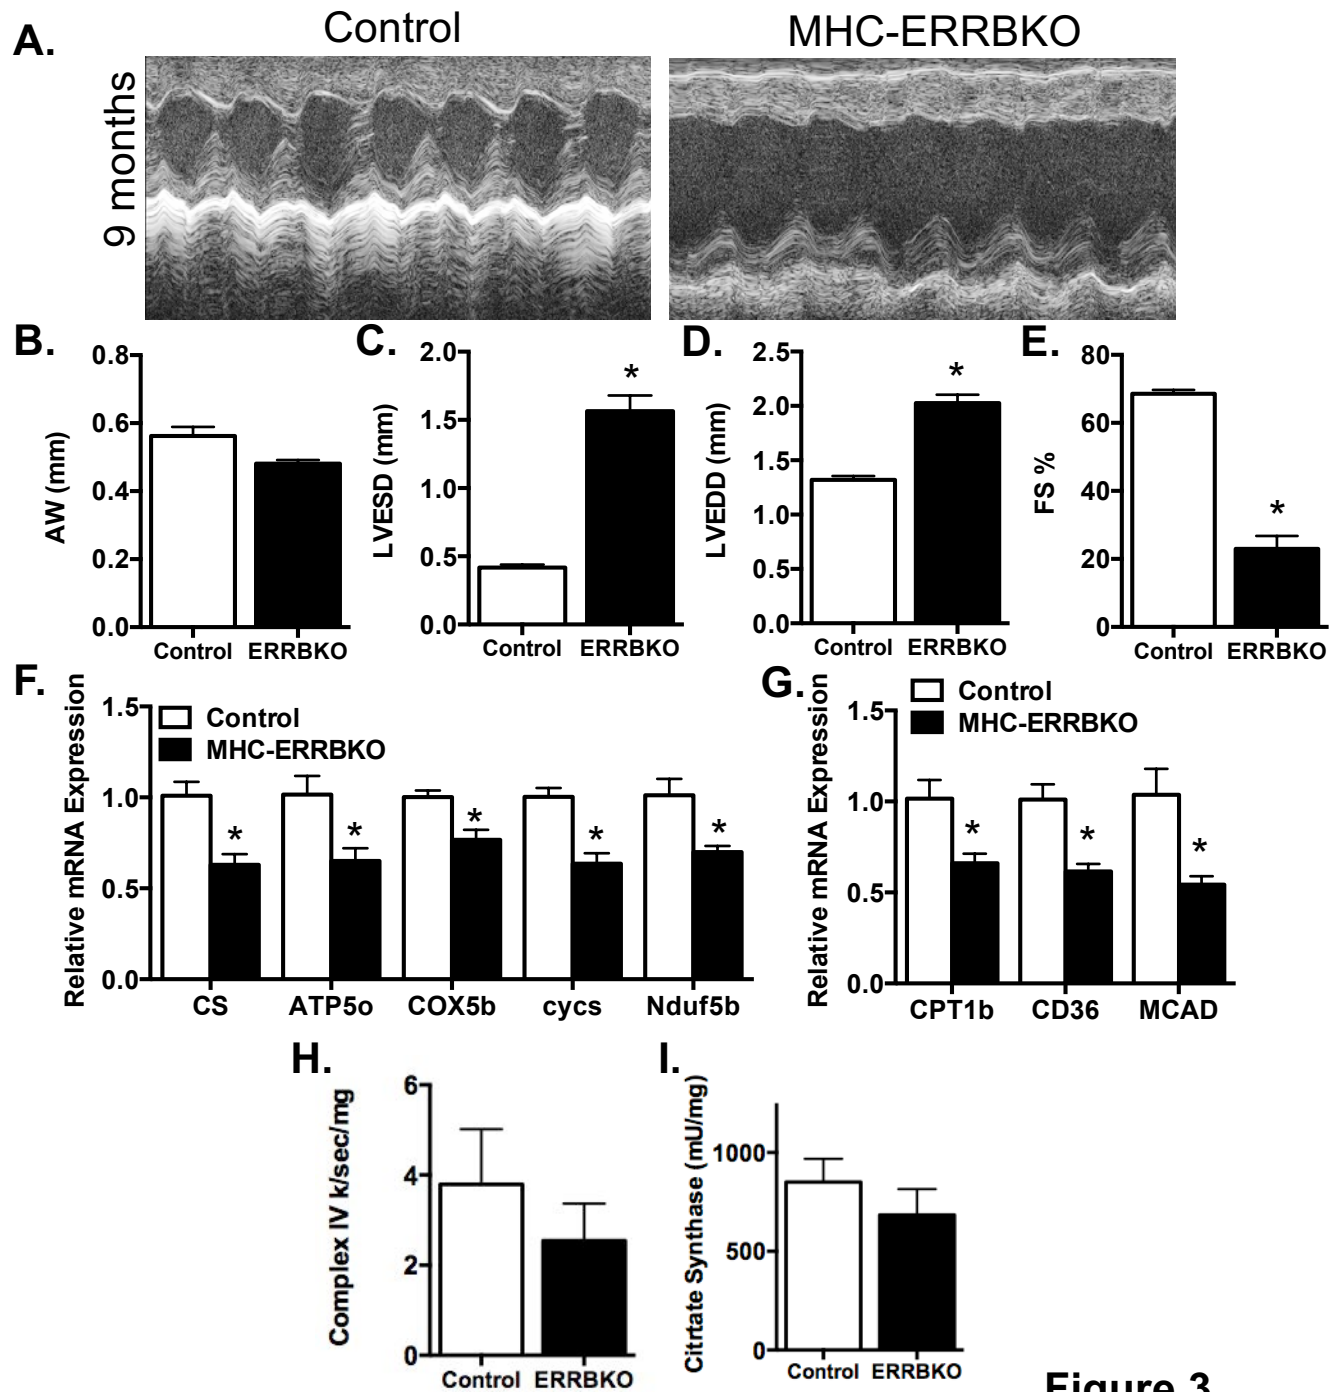 A.
Control
MHC-ERRBKO
9 months
B.
AW (mm)
0.8
0.6
0.4
0.2
0.0
Control ERRBKO
C.
LVESD (mm)
2.0
1.5
1.0
0.5
0.0
*
Control ERRBKO
D.
LVEDD (mm)
2.5
2.0
1.5
1.0
0.5
0.0
*
Control ERRBKO
E.
FS %
80
60
40
20
0
*
Control ERRBKO
F.
Relative mRNA Expression
1.5
1.0
0.5
0.0
Control
MHC-ERRBKO
* * * * *
CS ATP5o COX5b cycs Nduf5b
G.
Relative mRNA Expression
1.5
1.0
0.5
0.0
Control
MHC-ERRBKO
* * *
CPT1b CD36 MCAD
H.
Complex IV k/sec/mg
6
4
2
0
Control ERRBKO
I.
Citrtate Synthase (mU/mg)
1000
500
0
Control ERRBKO
Figure 3